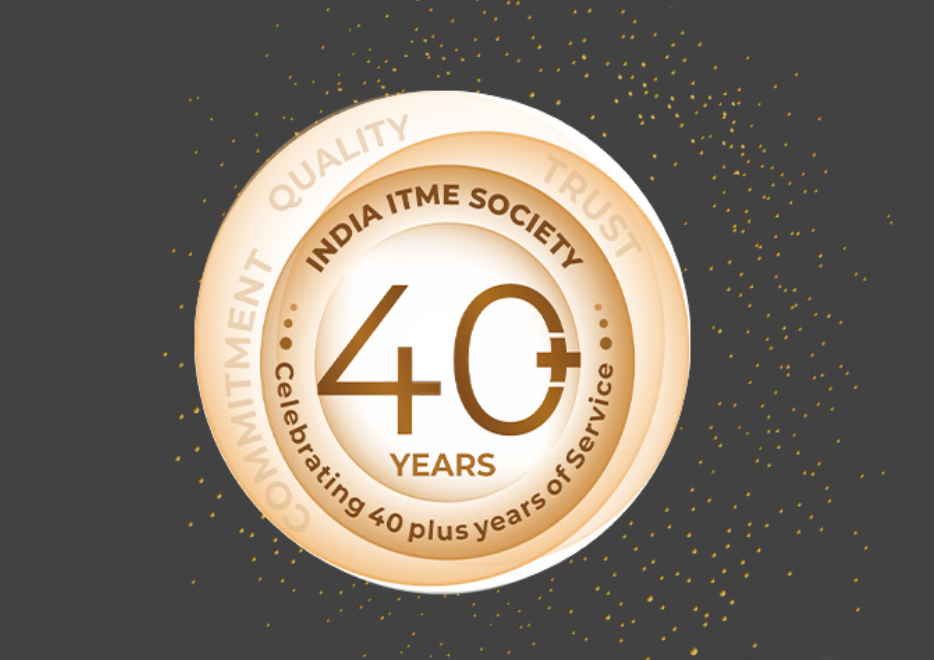 QUALITY
TRUST
COMMITMENT
INDIA ITME SOCIETY
40+
YEARS
Celebrating 40 plus years of Service